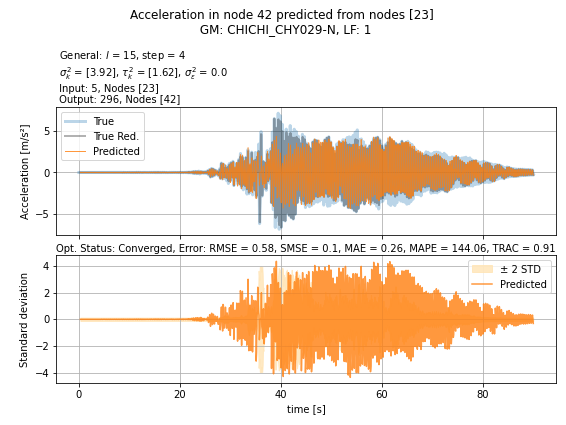 Acceleration in node 42 predicted from nodes [23]
GM: CHICHI_CHY029-N, LF: 1
General: l = 15, step = 4
σ²ₖ = [3.92], τ²ₖ = [1.62], σ²ₑ = 0.0
Input: 5, Nodes [23]
Output: 296, Nodes [42]
True
True Red.
Predicted
Acceleration [m/s²]
5
0
−5
Opt. Status: Converged, Error: RMSE = 0.58, SMSE = 0.1, MAE = 0.26, MAPE = 144.06, TRAC = 0.91
± 2 STD
Predicted
Standard deviation
4
2
0
−2
−4
0 20 40 60 80
time [s]